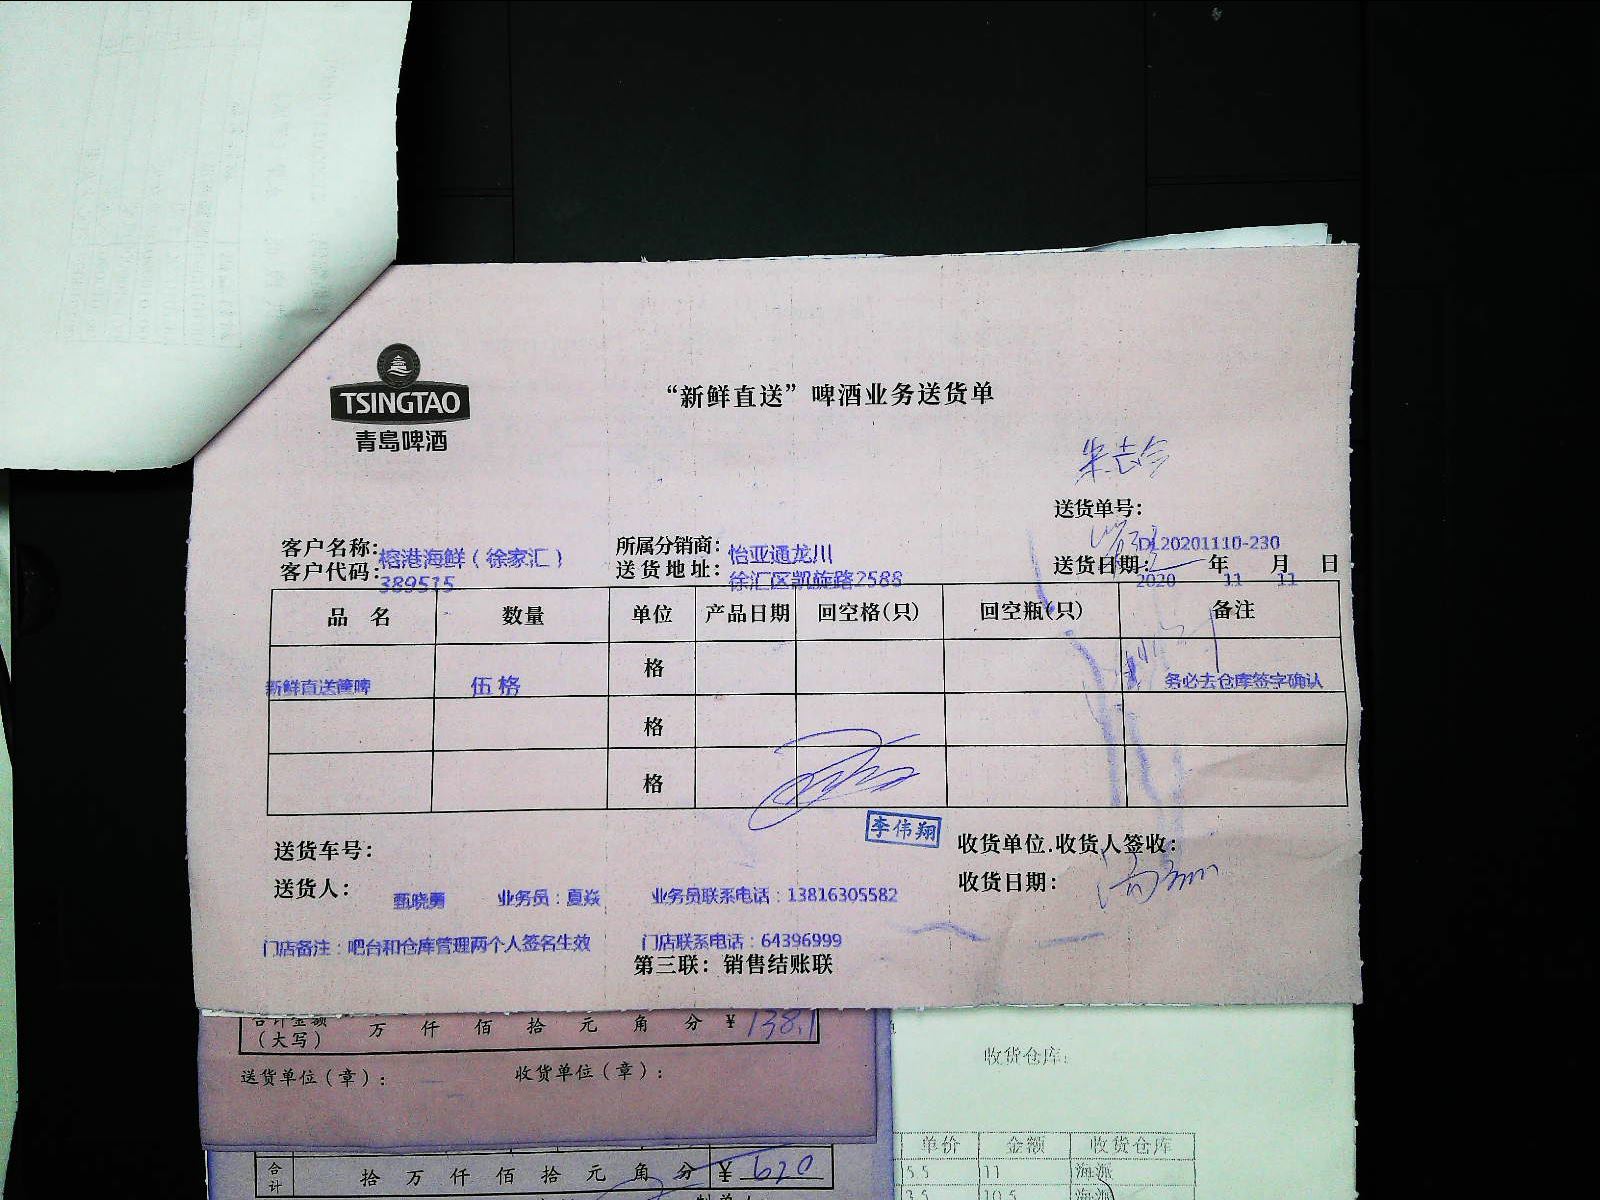 TSINGTAO
青岛啤酒
“新鲜直送”啤酒业务送货单
送货单号：
DL20201110-230
客户名称： 榕港海鲜（徐家汇）
所属分销商： 怡亚通龙川
客户代码： 389515
送货地址： 徐汇区凯旋路2588
送货日期： 2020 年 11 月 11 日
品 名 数量 单位 产品日期 回空格(只) 回空瓶(只) 备注
新鲜直送 伍格 格 务必去仓库签字确认
格
格
李伟翔
送货车号：
收货单位.收货人签收：
送货人： 甄晓勇 业务员：夏焱 业务员联系电话：13816305582
收货日期：
门店备注：吧台和仓库管理两个人签名生效 门店联系电话：64396999
第三联：销售结账联
合计金额 万 仟 佰 拾 元 角 分 ¥ 138.1
（大写）
送货单位（章）： 收货单位（章）：
收货仓库：
单价 金额 收货仓库
合计 拾 万 仟 佰 拾 元 角 分 ¥ 620
5.5 11 海派
3.5 10.5 海派